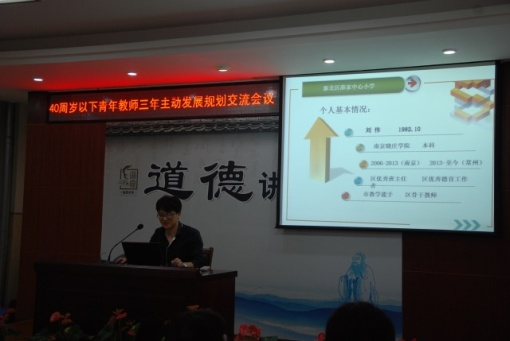 40周岁以下青年教师三年主动发展规划交流会议
道德讲
个人基本情况：
1982.10
南京晓庄学院 本科
2006-2013（南京） 2013-至今（常州）
区优秀班主任 区优秀德育工作者
市教学能手 区骨干教师